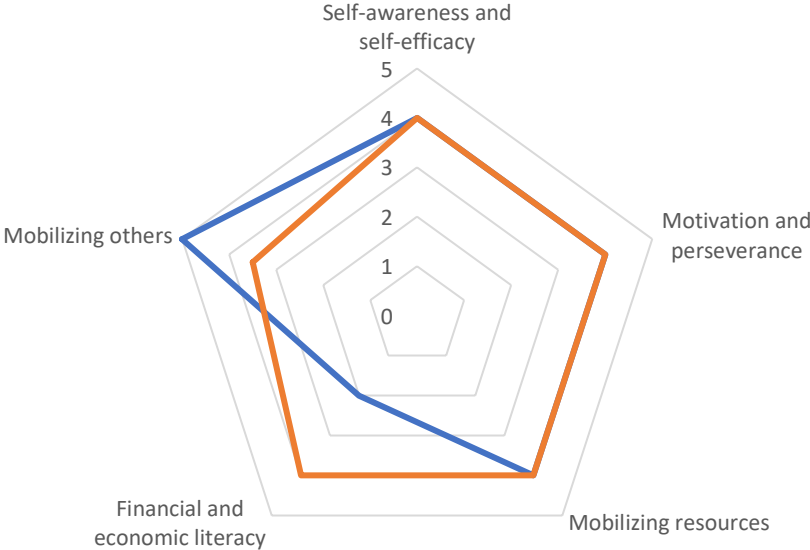 Self-awareness and
self-efficacy
5
4
3
2
1
0
Motivation and
perseverance
Mobilizing resources
Financial and
economic literacy
Mobilizing others